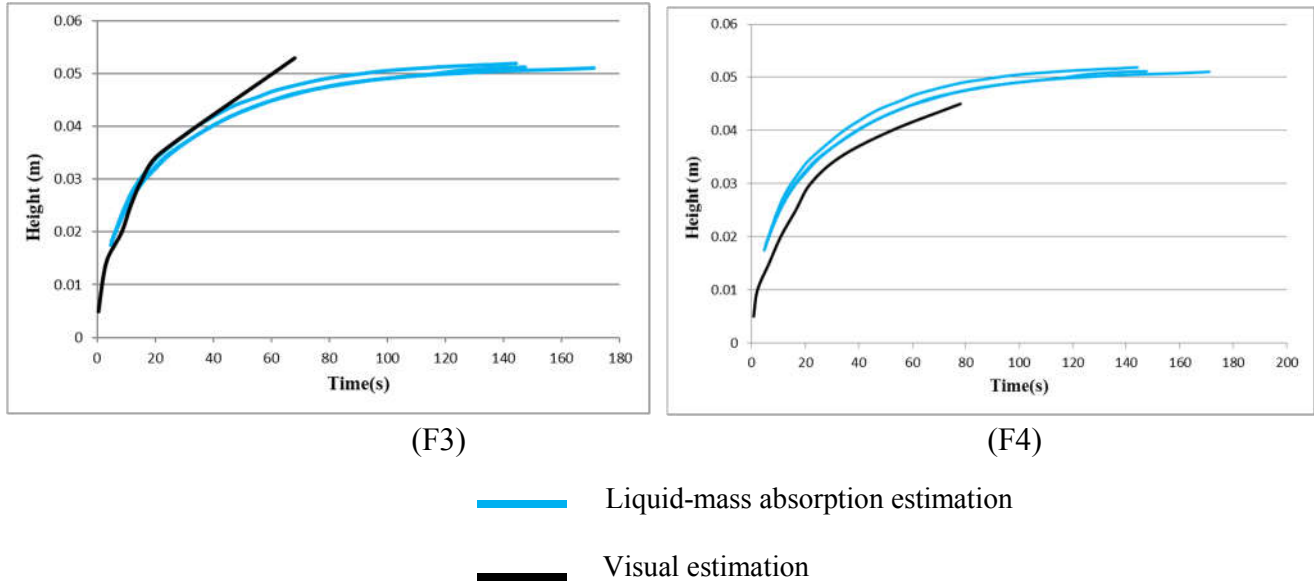 0.06
0.05
0.04
0.03
0.02
0.01
0
Height (m)
0 20 40 60 80 100 120 140 160 180
Time(s)
(F3)
0.06
0.05
0.04
0.03
0.02
0.01
0
Height (m)
0 20 40 60 80 100 120 140 160 180 200
Time(s)
(F4)
Liquid-mass absorption estimation
Visual estimation